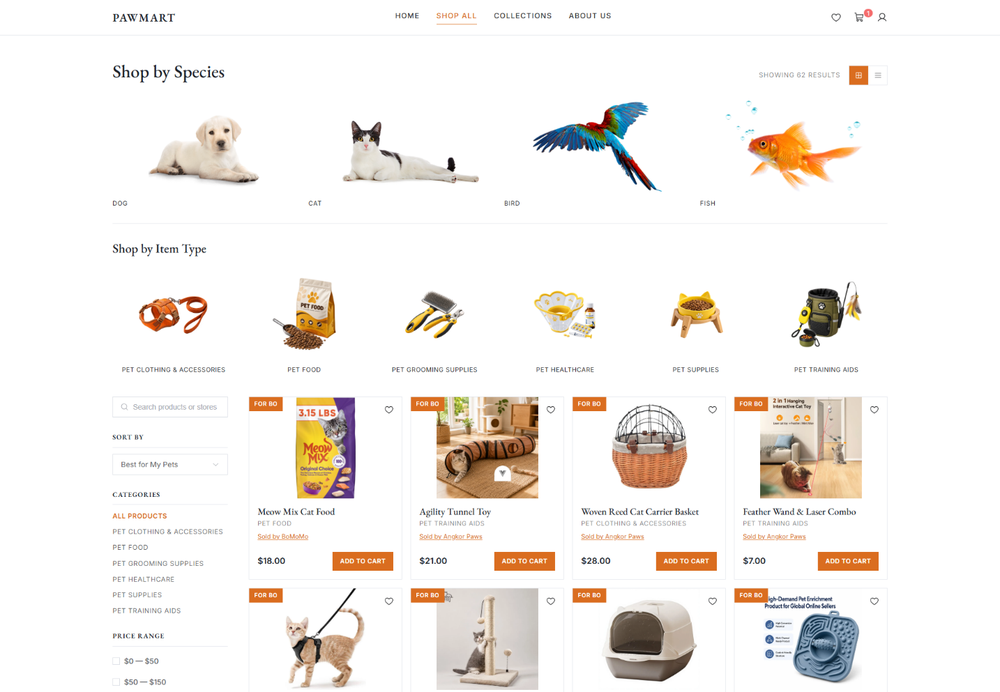 PAWMART
HOME SHOP ALL COLLECTIONS ABOUT US
1
Shop by Species
SHOWING 62 RESULTS
DOG CAT BIRD FISH
Shop by Item Type
PET FOOD
PET CLOTHING & ACCESSORIES PET FOOD PET GROOMING SUPPLIES PET HEALTHCARE PET SUPPLIES PET TRAINING AIDS
Search products or stores
SORT BY
Best for My Pets
CATEGORIES
ALL PRODUCTS
PET CLOTHING & ACCESSORIES
PET FOOD
PET GROOMING SUPPLIES
PET HEALTHCARE
PET SUPPLIES
PET TRAINING AIDS
PRICE RANGE
$0 — $50
$50 — $150
FOR BO
3.15 LBS
Meow
Mix
100%
Original Choice
Meow Mix Cat Food
PET FOOD
Sold by BoMoMo
$18.00 ADD TO CART
FOR BO
Agility Tunnel Toy
PET TRAINING AIDS
Sold by Angkor Paws
$21.00 ADD TO CART
FOR BO
Woven Reed Cat Carrier Basket
PET CLOTHING & ACCESSORIES
Sold by Angkor Paws
$28.00 ADD TO CART
FOR BO
2 in 1 Hanging
Interactive Cat Toy
Feather Wand & Laser Combo
PET TRAINING AIDS
Sold by Angkor Paws
$7.00 ADD TO CART
FOR BO
FOR BO
FOR BO
FOR BO
High-Demand Pet Enrichment
Product for Global Online Sellers